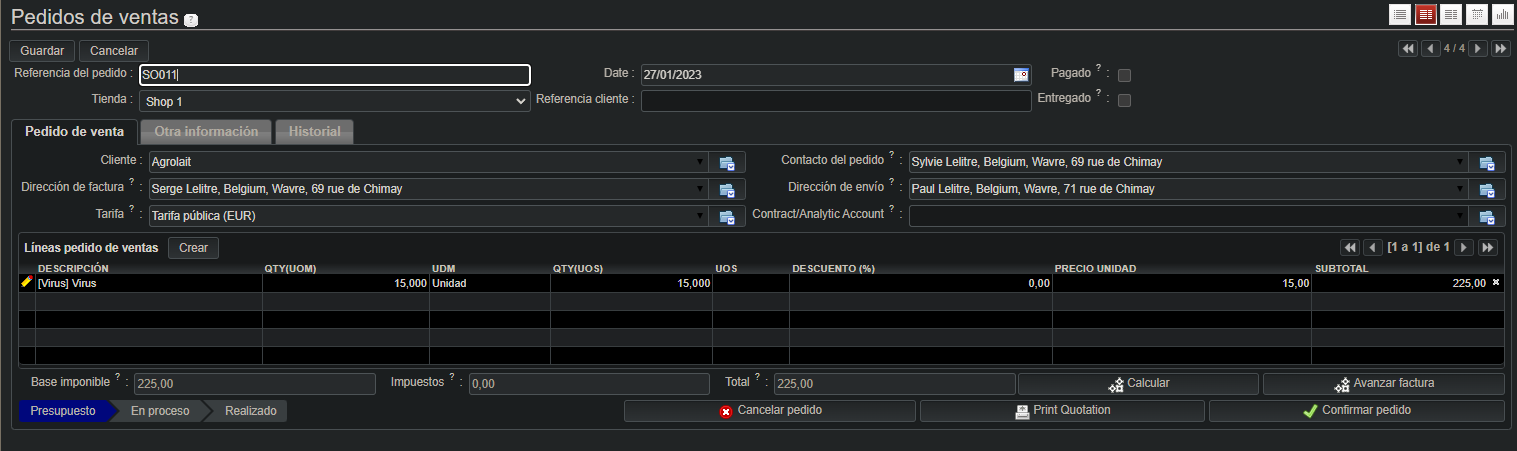 Pedidos de ventas ?
Guardar Cancelar 4 / 4
Referencia del pedido : SO011 Date : 27/01/2023 Pagado ? :
Tienda : Shop 1 Referencia cliente : Entregado ? :
Pedido de venta Otra información Historial
Cliente : Agrolait Contacto del pedido ? : Sylvie Lelitre, Belgium, Wavre, 69 rue de Chimay
Dirección de factura ? : Serge Lelitre, Belgium, Wavre, 69 rue de Chimay Dirección de envío ? : Paul Lelitre, Belgium, Wavre, 71 rue de Chimay
Tarifa ? : Tarifa pública (EUR) Contract/Analytic Account ? :
Líneas pedido de ventas Crear [1 a 1] de 1
DESCRIPCIÓN QTY(UOM) UDM QTY(UOS) UOS DESCUENTO (%) PRECIO UNIDAD SUBTOTAL
[Virus] Virus 15,000 Unidad 15,000 0,00 15,00 225,00
Base imponible ? : 225,00 Impuestos ? : 0,00 Total ? : 225,00 Calcular Avanzar factura
Presupuesto En proceso Realizado Cancelar pedido Print Quotation Confirmar pedido